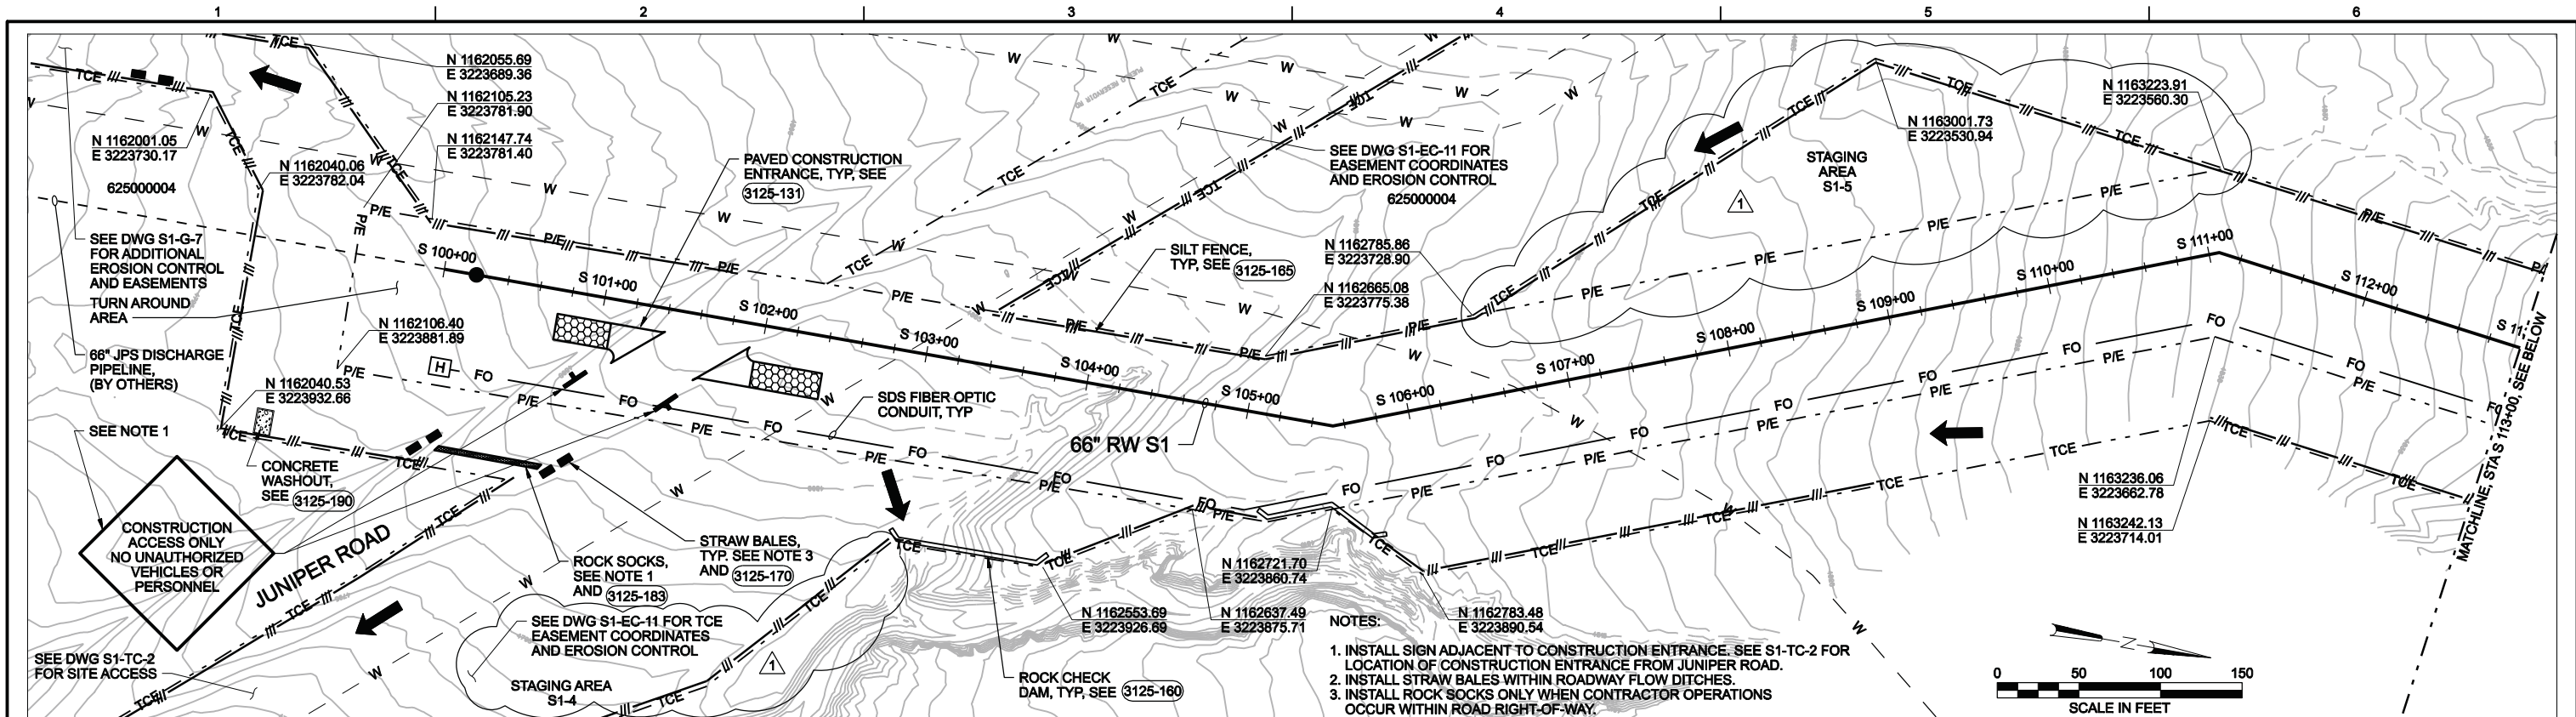 1
2
3
4
5
6
TCE
TCE
W
N 1162055.69
E 3223689.36
N 1162105.23
E 3223781.90
N 1162147.74
E 3223781.40
N 1162001.05
E 3223730.17
N 1162040.06
E 3223782.04
625000004
SEE DWG S1-G-7
FOR ADDITIONAL
EROSION CONTROL
AND EASEMENTS
TURN AROUND
AREA
66" JPS DISCHARGE
PIPELINE,
(BY OTHERS)
N 1162106.40
E 3223881.89
N 1162040.53
E 3223932.66
H
FO
P/E
SEE NOTE 1
CONCRETE
WASHOUT,
SEE 3125-190
CONSTRUCTION
ACCESS ONLY
NO UNAUTHORIZED
VEHICLES OR
PERSONNEL
JUNIPER ROAD
SEE DWG S1-TC-2
FOR SITE ACCESS
PAVED CONSTRUCTION
ENTRANCE, TYP, SEE
3125-131
S 100+00
S 101+00
S 102+00
S 103+00
S 104+00
S 105+00
S 106+00
S 107+00
S 108+00
S 109+00
S 110+00
S 111+00
S 112+00
SDS FIBER OPTIC
CONDUIT, TYP
66" RW S1
SILT FENCE,
TYP, SEE 3125-165
ROCK SOCKS,
SEE NOTE 1
AND 3125-183
STRAW BALES,
TYP. SEE NOTE 3
AND 3125-170
SEE DWG S1-EC-11 FOR TCE
EASEMENT COORDINATES
AND EROSION CONTROL
STAGING AREA
S1-4
1
ROCK CHECK
DAM, TYP, SEE 3125-160
SEE DWG S1-EC-11 FOR
EASEMENT COORDINATES
AND EROSION CONTROL
625000004
N 1162785.86
E 3223728.90
N 1162665.08
E 3223775.38
N 1162553.69
E 3223926.69
N 1162637.49
E 3223875.71
N 1162721.70
E 3223860.74
N 1162783.48
E 3223890.54
STAGING
AREA
S1-5
1
N 1163001.73
E 3223530.94
N 1163223.91
E 3223560.30
N 1163236.06
E 3223662.78
N 1163242.13
E 3223714.01
MATCHLINE, STA S 113+00, SEE BELOW
NOTES:
1. INSTALL SIGN ADJACENT TO CONSTRUCTION ENTRANCE. SEE S1-TC-2 FOR
LOCATION OF CONSTRUCTION ENTRANCE FROM JUNIPER ROAD.
2. INSTALL STRAW BALES WITHIN ROADWAY FLOW DITCHES.
3. INSTALL ROCK SOCKS ONLY WHEN CONTRACTOR OPERATIONS
OCCUR WITHIN ROAD RIGHT-OF-WAY.
N
0 50 100 150
SCALE IN FEET